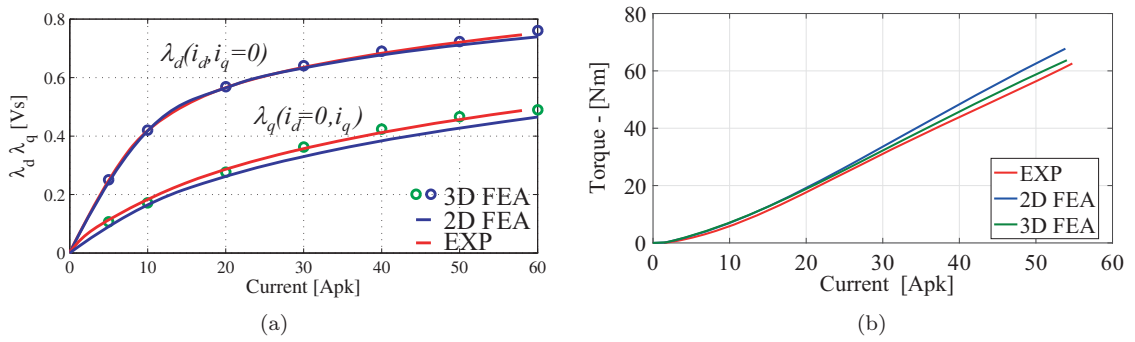 0.8
0.6
0.4
0.2
0
λd λq [Vs]
λd(id,iq=0)
λq(id=0,iq)
3D FEA
2D FEA
EXP
0 10 20 30 40 50 60
Current [Apk]
(a)
80
60
40
20
0
Torque - [Nm]
EXP
2D FEA
3D FEA
0 10 20 30 40 50 60
Current [Apk]
(b)